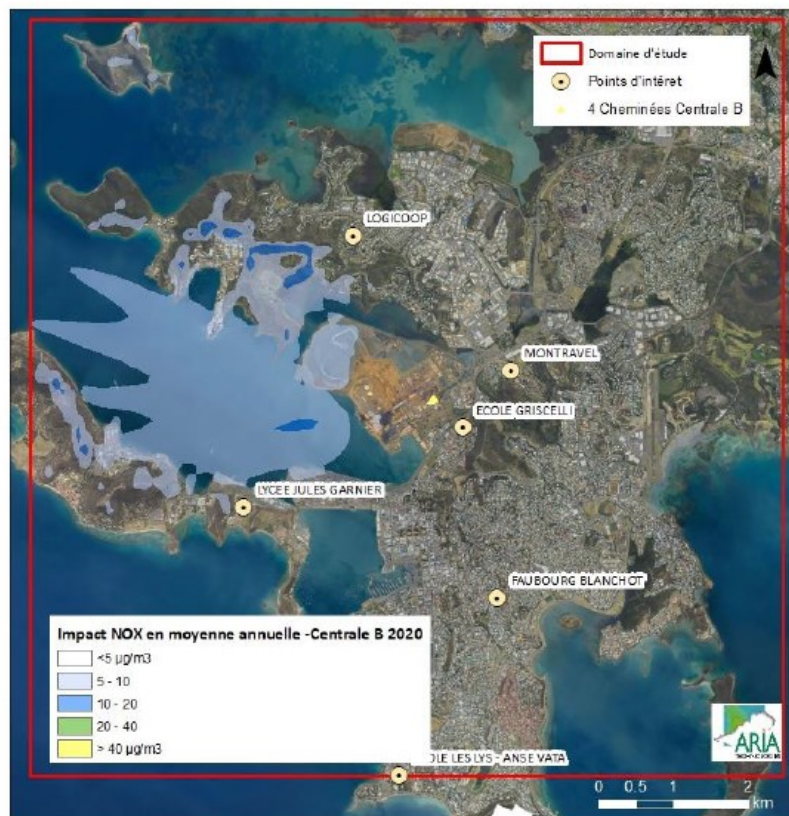 Domaine d'étude
Points d'intéret
4 Cheminées Centrale B
LOGICOOP
MONTRAVEL
ECOLE GRISCELLI
LYCEE JULES GARNIER
FAUBOURG BLANCHOT
Impact NOX en moyenne annuelle -Centrale B 2020
<5 µg/m3
5 - 10
10 - 20
20 - 40
> 40 µg/m3
OLE LES LYS - ANSE VATA
ARIA
0 0.5 1 2
km